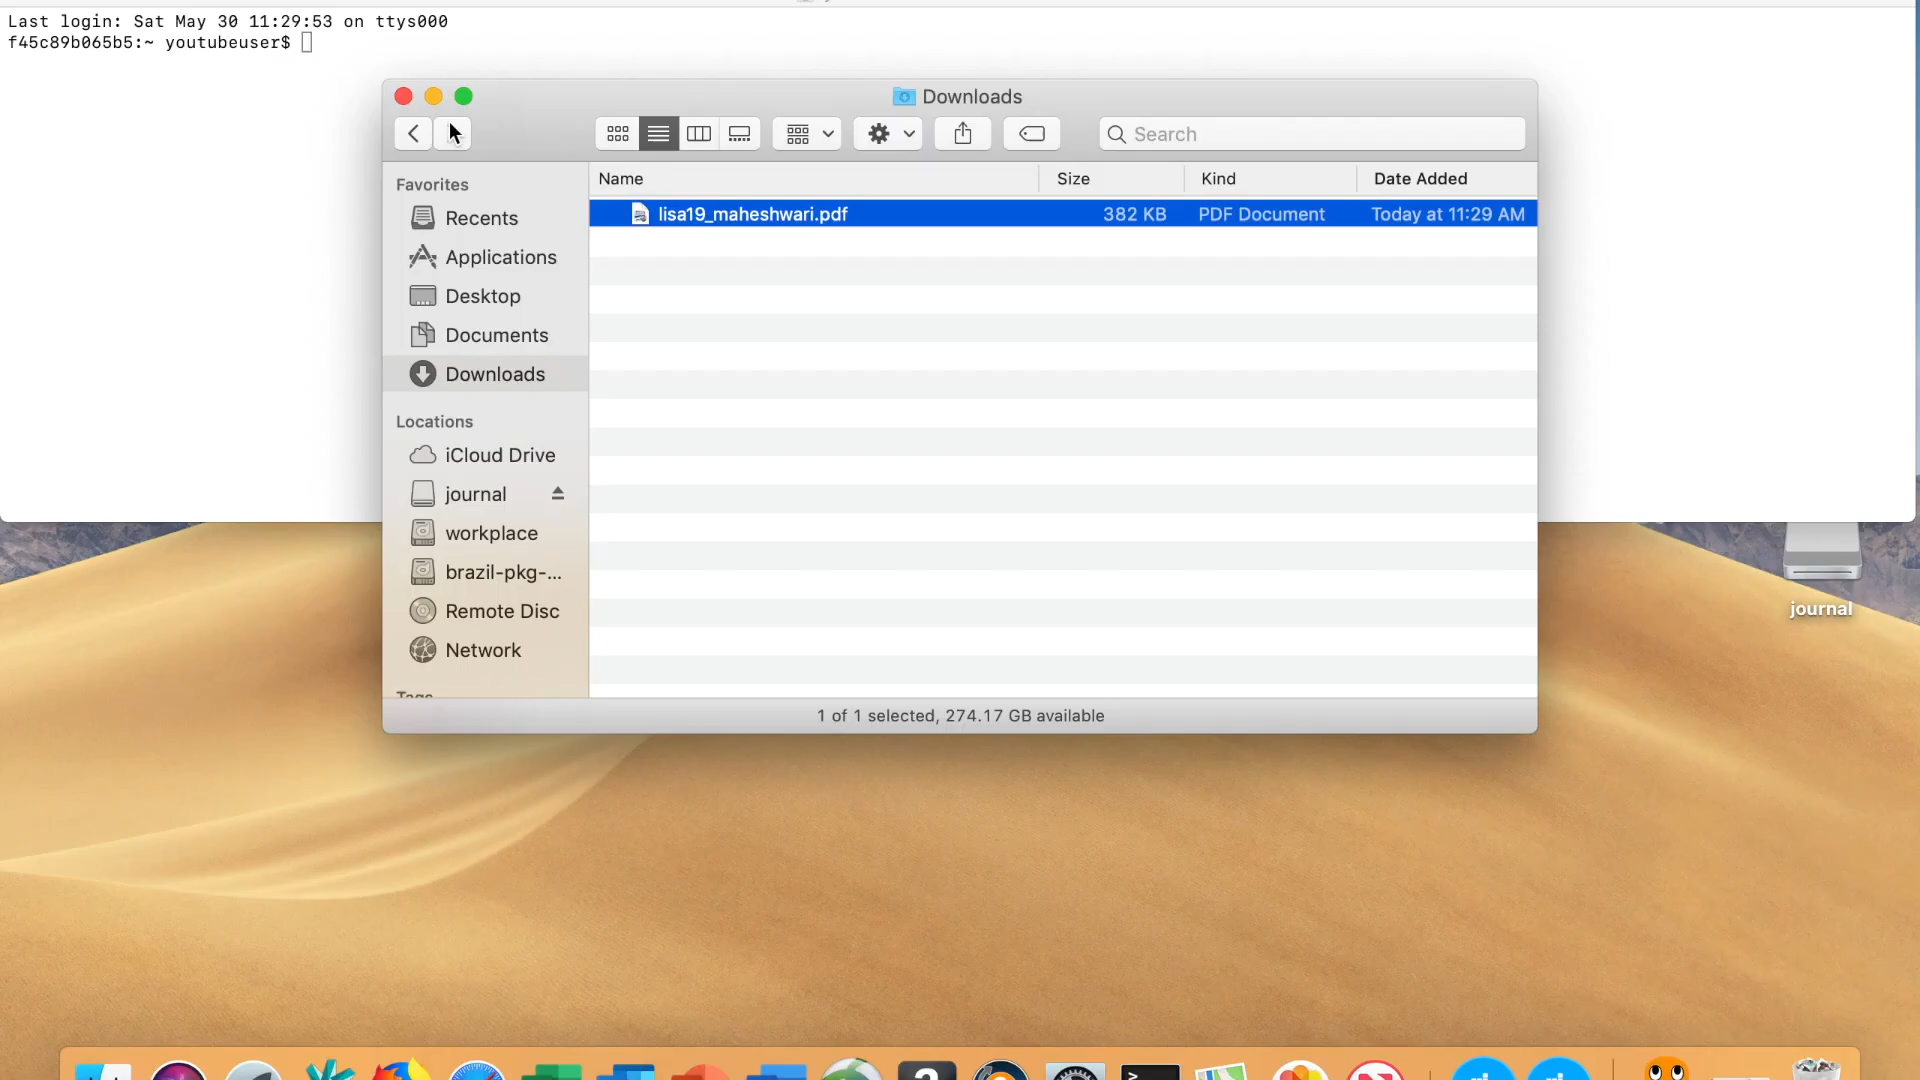 Last login: Sat May 30 11:29:53 on ttys000
f45c89b065b5:~ youtubeuser$
Downloads
Search
Favorites
Recents
Applications
Desktop
Documents
Downloads
Locations
iCloud Drive
journal
workplace
brazil-pkg-...
Remote Disc
Network
Tags
Name Size Kind Date Added
lisa19_maheshwari.pdf 382 KB PDF Document Today at 11:29 AM
1 of 1 selected, 274.17 GB available
journal